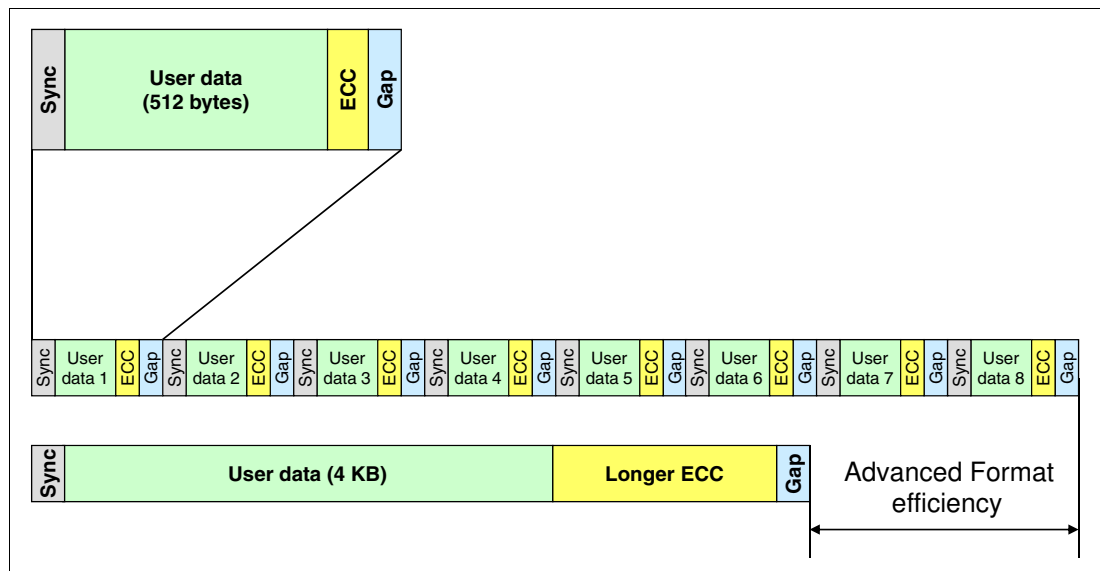 Sync
User data
(512 bytes)
ECC
Gap
Sync
User
data 1
ECC
Gap
Sync
User
data 2
ECC
Gap
Sync
User
data 3
ECC
Gap
Sync
User
data 4
ECC
Gap
Sync
User
data 5
ECC
Gap
Sync
User
data 6
ECC
Gap
Sync
User
data 7
ECC
Gap
Sync
User
data 8
ECC
Gap
Sync
User data (4 KB)
Longer ECC
Gap
Advanced Format
efficiency